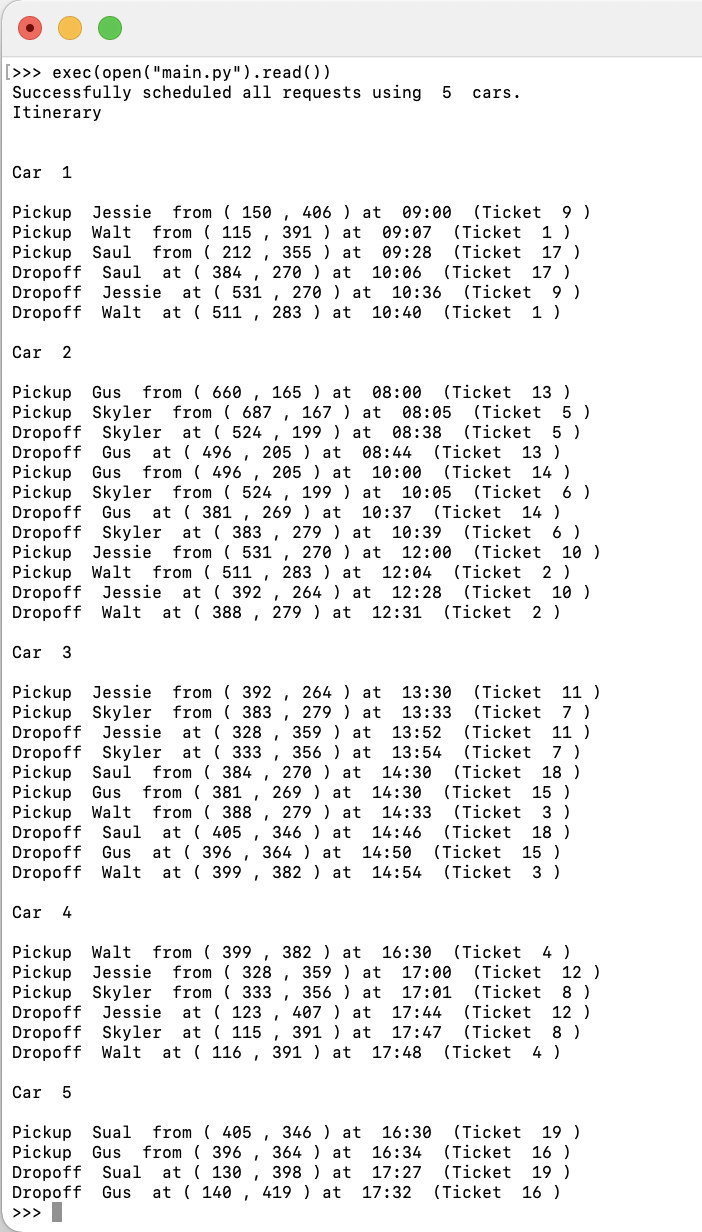 [>>> exec(open("main.py").read())
Successfully scheduled all requests using  5  cars.
Itinerary
Car  1
Pickup  Jessie  from ( 150 , 406 ) at  09:00  (Ticket  9 )
Pickup  Walt  from ( 115 , 391 ) at  09:07  (Ticket  1 )
Pickup  Saul  from ( 212 , 355 ) at  09:28  (Ticket  17 )
Dropoff  Saul  at ( 384 , 270 ) at  10:06  (Ticket  17 )
Dropoff  Jessie  at ( 531 , 270 ) at  10:36  (Ticket  9 )
Dropoff  Walt  at ( 511 , 283 ) at  10:40  (Ticket  1 )
Car  2
Pickup  Gus  from ( 660 , 165 ) at  08:00  (Ticket  13 )
Pickup  Skyler  from ( 687 , 167 ) at  08:05  (Ticket  5 )
Dropoff  Skyler  at ( 524 , 199 ) at  08:38  (Ticket  5 )
Dropoff  Gus  at ( 496 , 205 ) at  08:44  (Ticket  13 )
Pickup  Gus  from ( 496 , 205 ) at  10:00  (Ticket  14 )
Pickup  Skyler  from ( 524 , 199 ) at  10:05  (Ticket  6 )
Dropoff  Gus  at ( 381 , 269 ) at  10:37  (Ticket  14 )
Dropoff  Skyler  at ( 383 , 279 ) at  10:39  (Ticket  6 )
Pickup  Jessie  from ( 531 , 270 ) at  12:00  (Ticket  10 )
Pickup  Walt  from ( 511 , 283 ) at  12:04  (Ticket  2 )
Dropoff  Jessie  at ( 392 , 264 ) at  12:28  (Ticket  10 )
Dropoff  Walt  at ( 388 , 279 ) at  12:31  (Ticket  2 )
Car  3
Pickup  Jessie  from ( 392 , 264 ) at  13:30  (Ticket  11 )
Pickup  Skyler  from ( 383 , 279 ) at  13:33  (Ticket  7 )
Dropoff  Jessie  at ( 328 , 359 ) at  13:52  (Ticket  11 )
Dropoff  Skyler  at ( 333 , 356 ) at  13:54  (Ticket  7 )
Pickup  Saul  from ( 384 , 270 ) at  14:30  (Ticket  18 )
Pickup  Gus  from ( 381 , 269 ) at  14:30  (Ticket  15 )
Pickup  Walt  from ( 388 , 279 ) at  14:33  (Ticket  3 )
Dropoff  Saul  at ( 405 , 346 ) at  14:46  (Ticket  18 )
Dropoff  Gus  at ( 396 , 364 ) at  14:50  (Ticket  15 )
Dropoff  Walt  at ( 399 , 382 ) at  14:54  (Ticket  3 )
Car  4
Pickup  Walt  from ( 399 , 382 ) at  16:30  (Ticket  4 )
Pickup  Jessie  from ( 328 , 359 ) at  17:00  (Ticket  12 )
Pickup  Skyler  from ( 333 , 356 ) at  17:01  (Ticket  8 )
Dropoff  Jessie  at ( 123 , 407 ) at  17:44  (Ticket  12 )
Dropoff  Skyler  at ( 115 , 391 ) at  17:47  (Ticket  8 )
Dropoff  Walt  at ( 116 , 391 ) at  17:48  (Ticket  4 )
Car  5
Pickup  Sual  from ( 405 , 346 ) at  16:30  (Ticket  19 )
Pickup  Gus  from ( 396 , 364 ) at  16:34  (Ticket  16 )
Dropoff  Sual  at ( 130 , 398 ) at  17:27  (Ticket  19 )
Dropoff  Gus  at ( 140 , 419 ) at  17:32  (Ticket  16 )
>>>